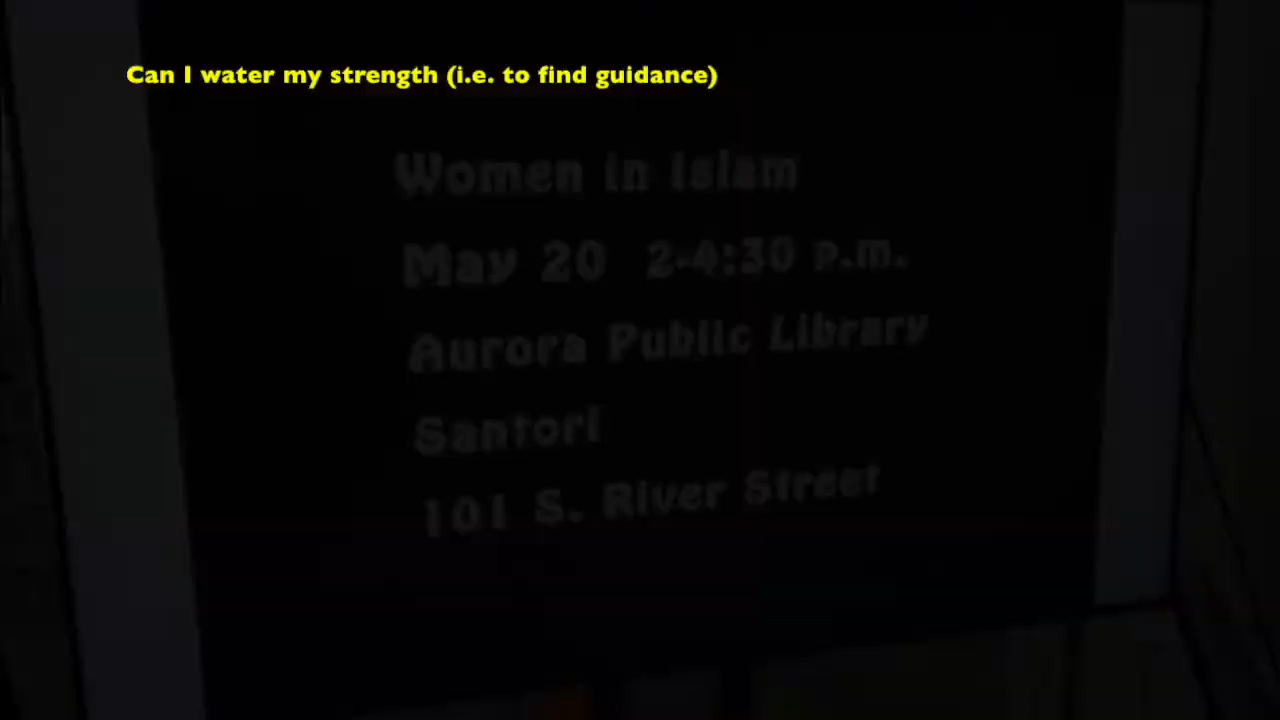 Can I water my strength (i.e. to find guidance)
Women in Islam
May 20 2-4:30 p.m.
Aurora Public Library
Santori
101 S. River Street